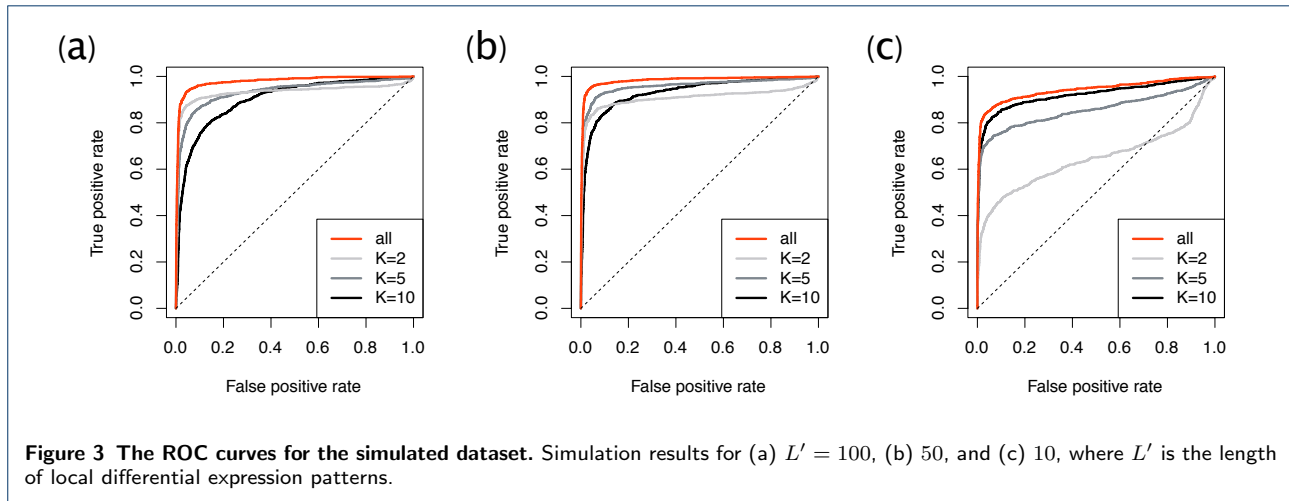 (a)
1.0
0.8
0.6
0.4
0.2
0.0
True positive rate
all
K=2
K=5
K=10
0.0 0.2 0.4 0.6 0.8 1.0
False positive rate
(b)
1.0
0.8
0.6
0.4
0.2
0.0
True positive rate
all
K=2
K=5
K=10
0.0 0.2 0.4 0.6 0.8 1.0
False positive rate
(c)
1.0
0.8
0.6
0.4
0.2
0.0
True positive rate
all
K=2
K=5
K=10
0.0 0.2 0.4 0.6 0.8 1.0
False positive rate
Figure 3 The ROC curves for the simulated dataset. Simulation results for (a) L′ = 100, (b) 50, and (c) 10, where L′ is the length
of local differential expression patterns.